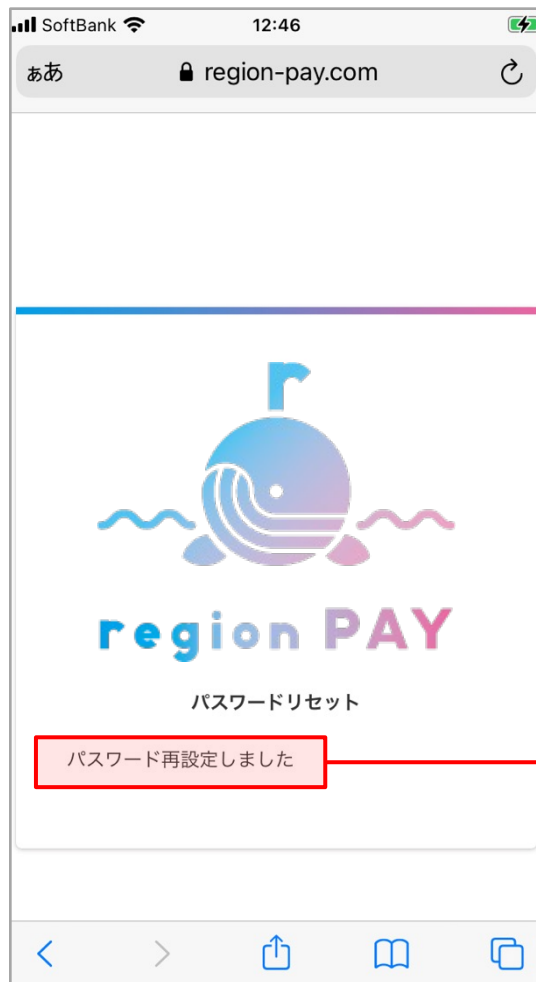 SoftBank 12:46
ぁあ region-pay.com
r
region PAY
パスワードリセット
パスワード再設定しました